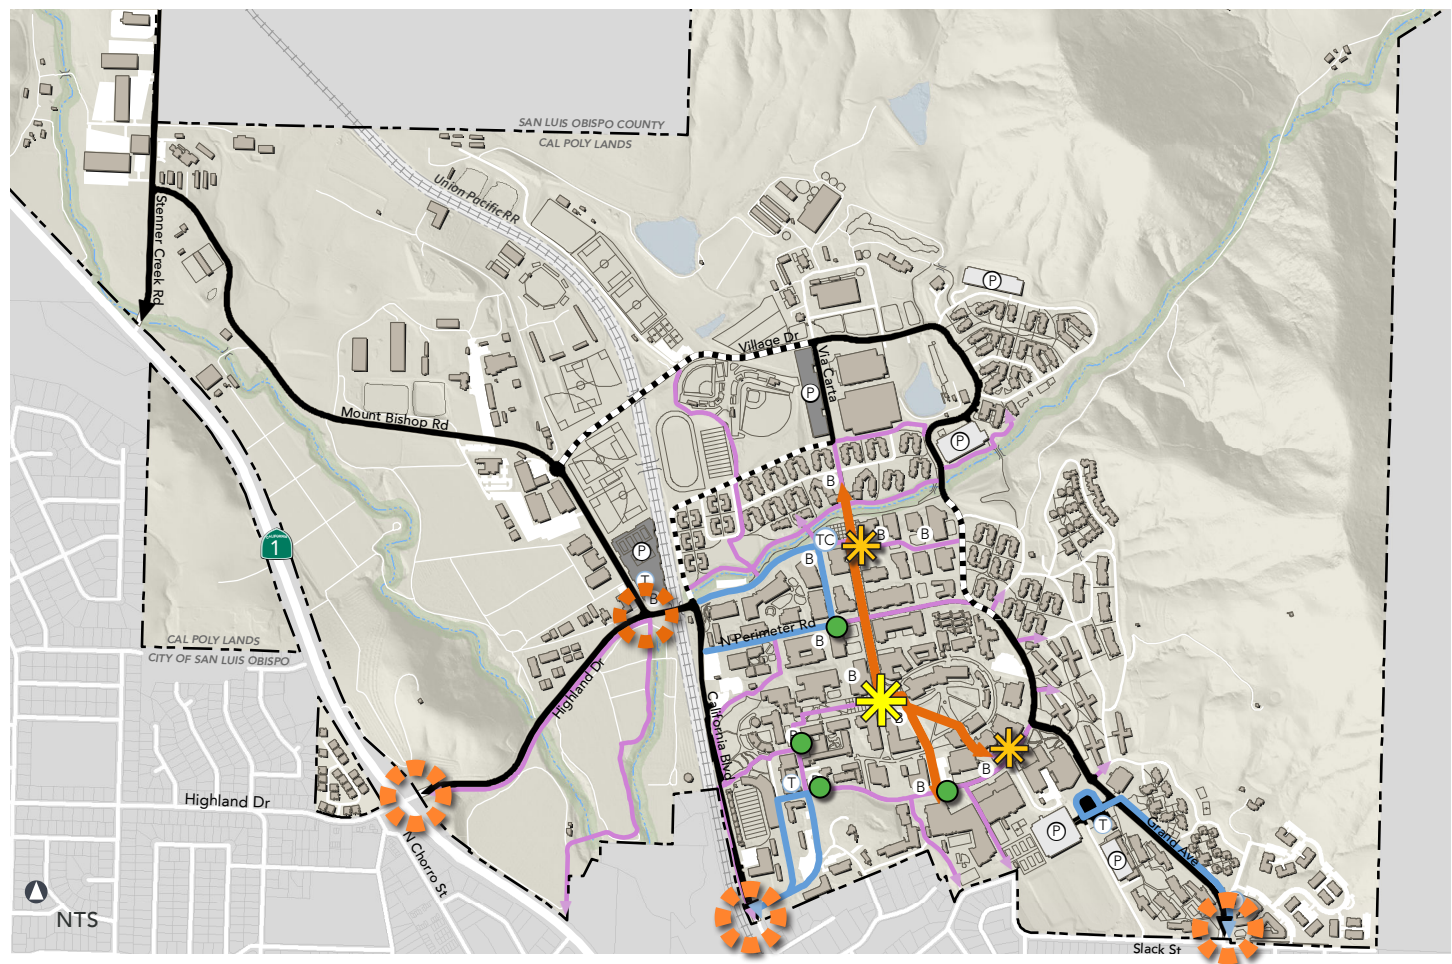 SAN LUIS OBISPO COUNTY
CAL POLY LANDS
Union Pacific RR
Stenner Creek Rd
P
Village Dr
Via Carta
P
Mount Bishop Rd
P
B
CALIFORNIA
1
TC
B
B
P
B
T
B
N Perimeter Rd
B
CAL POLY LANDS
CITY OF SAN LUIS OBISPO
B
Highland Dr
California Blvd
B
B
T
B
Highland Dr
P
T
Grand Ave
N Chorro St
P
NTS
Slack St